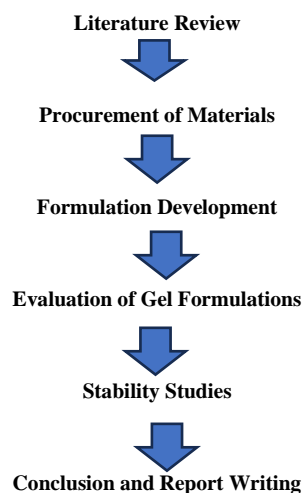 Literature Review
Procurement of Materials
Formulation Development
Evaluation of Gel Formulations
Stability Studies
Conclusion and Report Writing